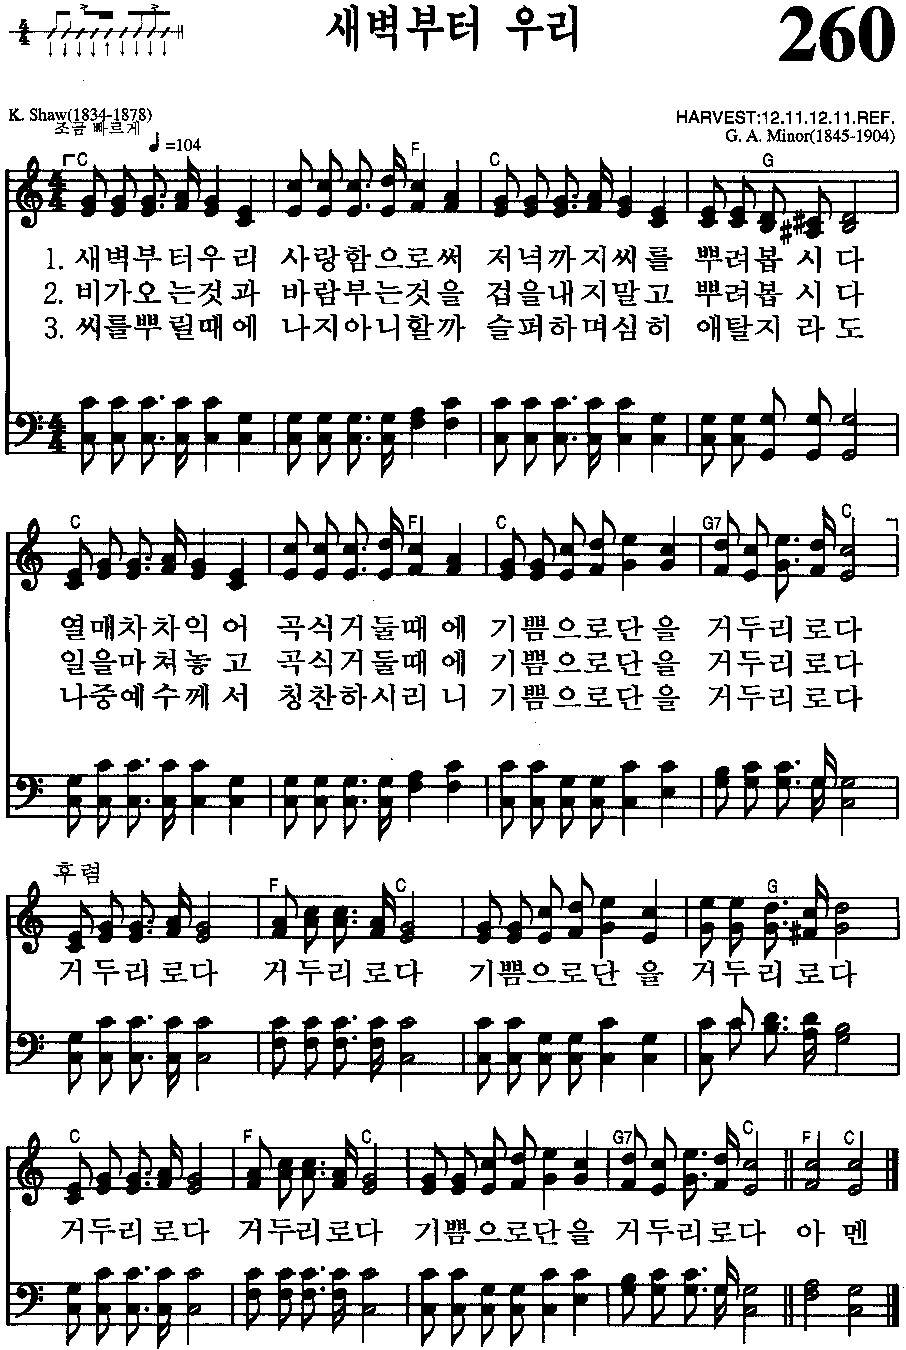 새벽부터 우리
260
K. Shaw(1834-1878)
조금 빠르게
♩=104
HARVEST:12.11.12.11.REF.
G. A. Minor(1845-1904)
C F C G
1. 새벽부터우리 사랑함으로써 저녁까지씨를 뿌려봅시다
2. 비가오는것과 바람부는것을 겁을내지말고 뿌려봅시다
3. 씨를뿌릴때에 나지아니할까 슬퍼하며심히 애탈지라도
C F C G7 C
열매차차익어 곡식거둘때에 기쁨으로단을 거두리로다
일을마쳐놓고 곡식거둘때에 기쁨으로단을 거두리로다
나중예수께서 칭찬하시리니 기쁨으로단을 거두리로다
후렴
F C G
거두리로다 거두리로다 기쁨으로단을 거두리로다
C F C G7 C F C
거두리로다 거두리로다 기쁨으로단을 거두리로다 아멘